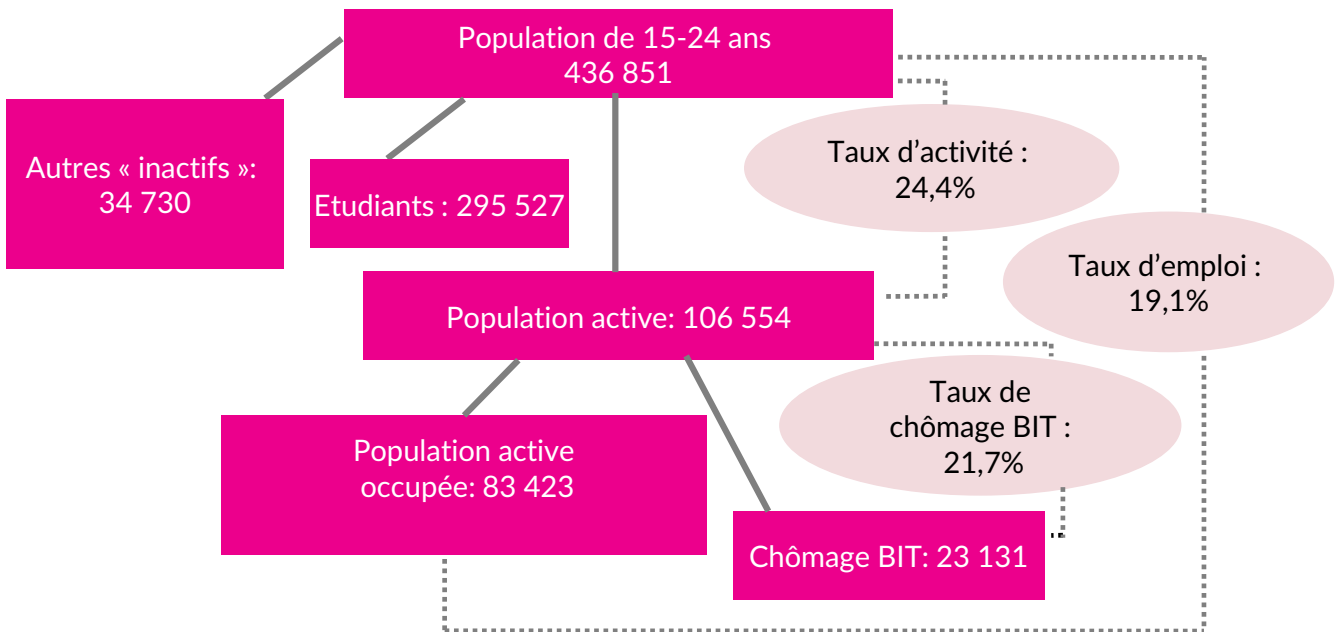 Population de 15-24 ans
436 851
Autres « inactifs »:
34 730
Etudiants : 295 527
Taux d’activité :
24,4%
Taux d’emploi :
19,1%
Population active: 106 554
Taux de
chômage BIT :
21,7%
Population active
occupée: 83 423
Chômage BIT: 23 131